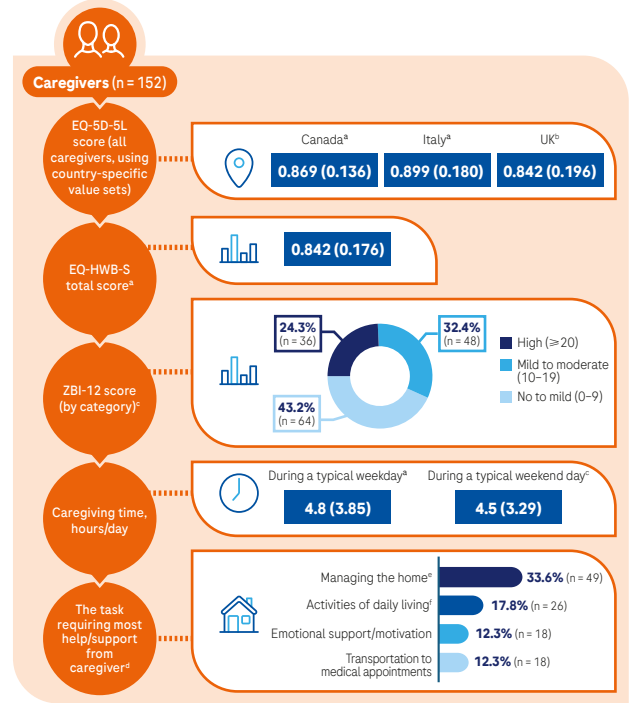 Caregivers (n = 152)
EQ-5D-5L
score (all
caregivers, using
country-specific
value sets)
Canadaᵃ
Italyᵃ
UKᵇ
0.869 (0.136)
0.899 (0.180)
0.842 (0.196)
EQ-HWB-S
total scoreᵃ
0.842 (0.176)
ZBI-12 score
(by category)ᶜ
24.3%
(n = 36)
32.4%
(n = 48)
43.2%
(n = 64)
High (≥20)
Mild to moderate
(10–19)
No to mild (0–9)
Caregiving time,
hours/day
During a typical weekdayᵃ
During a typical weekend dayᶜ
4.8 (3.85)
4.5 (3.29)
The task
requiring most
help/support
from
caregiverᵈ
Managing the homeᵉ
33.6% (n = 49)
Activities of daily livingᶠ
17.8% (n = 26)
Emotional support/motivation
12.3% (n = 18)
Transportation to
medical appointments
12.3% (n = 18)